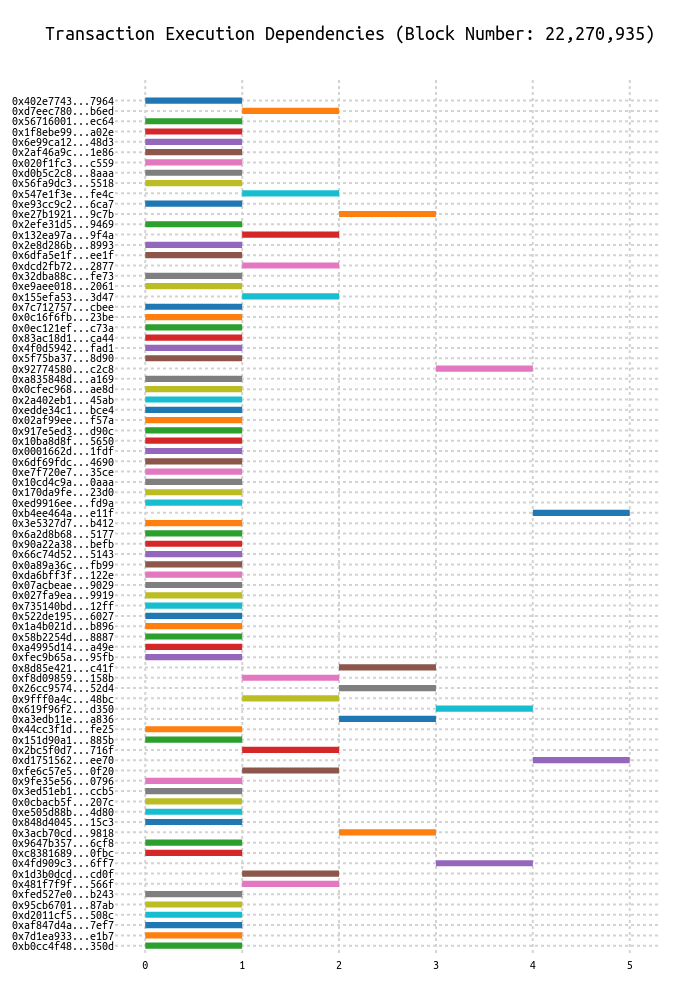 Transaction Execution Dependencies (Block Number: 22,270,935)
0x402e7743...7964
0xd7eec780...b6ed
0x56716001...ec64
0x1f8ebe99...a02e
0x6e99ca12...48d3
0x2af46a9c...1e86
0x020f1fc3...c559
0xd0b5c2c8...8aaa
0x56fa9dc3...5518
0x547e1f3e...fe4c
0xe93cc9c2...6ca7
0xe27b1921...9c7b
0x2efe31d5...9469
0x132ea97a...9f4a
0x2e8d286b...8993
0x6dfa5e1f...ee1f
0xdcd2fb72...2877
0x32dba88c...fe73
0xe9aee018...2061
0x155efa53...3d47
0x7c712757...cbee
0x0c16f6fb...23be
0x0ec121ef...c73a
0x83ac18d1...ca44
0x4f0d5942...fad1
0x5f75ba37...8d90
0x92774580...c2c8
0xa835848d...a169
0x0cfec968...ae8d
0x2a402eb1...45ab
0xedde34c1...bce4
0x02af99ee...f57a
0x917e5ed3...d90c
0x10ba8d8f...5650
0x0001662d...1fdf
0x6df69fdc...4690
0xe7f720e7...35ce
0x10cd4c9a...0aaa
0x170da9fe...23d0
0xed9916ee...fd9a
0xb4ee464a...e11f
0x3e5327d7...b412
0x6a2d8b68...5177
0x90a22a38...befb
0x66c74d52...5143
0x0a89a36c...fb99
0xda6bff3f...122e
0x07acbeae...9029
0x027fa9ea...9919
0x735140bd...12ff
0x522de195...6027
0x1a4b021d...b896
0x58b2254d...8887
0xa4995d14...a49e
0xfec9b65a...95fb
0x8d85e421...c41f
0xf8d09859...158b
0x26cc9574...52d4
0x9fff0a4c...48bc
0x619f96f2...d350
0xa3edb11e...a836
0x44cc3f1d...fe25
0x151d90a1...885b
0x2bc5f0d7...716f
0xd1751562...ee70
0xfe6c57e5...0f20
0x9fe35e56...0796
0x3ed51eb1...ccb5
0x0cbacb5f...207c
0xe505d88b...4d80
0x848d4045...15c3
0x3acb70cd...9818
0x9647b357...6cf8
0xc8381689...0fbc
0x4fd909c3...6ff7
0x1d3b0dcd...cd0f
0x481f7f9f...566f
0xfed527e0...b243
0x95cb6701...87ab
0xd2011cf5...508c
0xaf847d4a...7ef7
0x7d1ea933...e1b7
0xb0cc4f48...350d
0 1 2 3 4 5